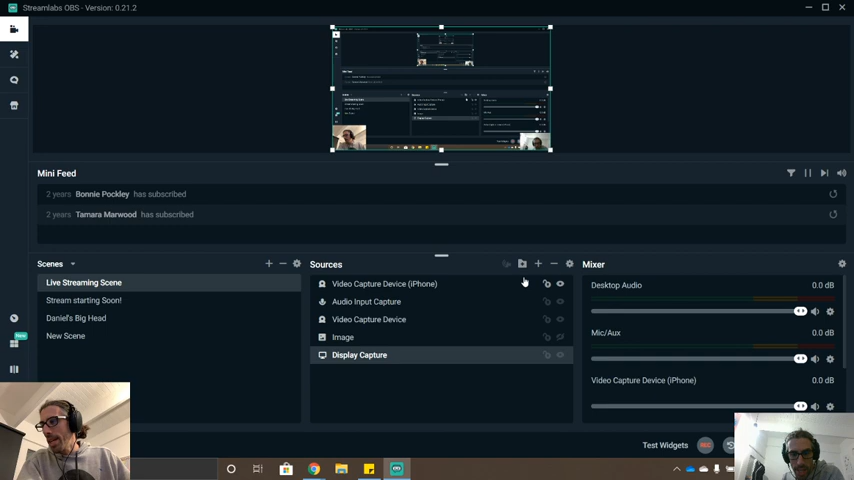 Streamlabs OBS - Version: 0.21.2
Mini Feed
2 years Bonnie Pockley has subscribed
2 years Tamara Marwood has subscribed
Scenes
Live Streaming Scene
Stream starting Soon!
Daniel's Big Head
New Scene
New
Sources
Video Capture Device (iPhone)
Audio Input Capture
Video Capture Device
Image
Display Capture
Mixer
Desktop Audio 0.0 dB
Mic/Aux 0.0 dB
Video Capture Device (iPhone) 0.0 dB
Test Widgets
REC